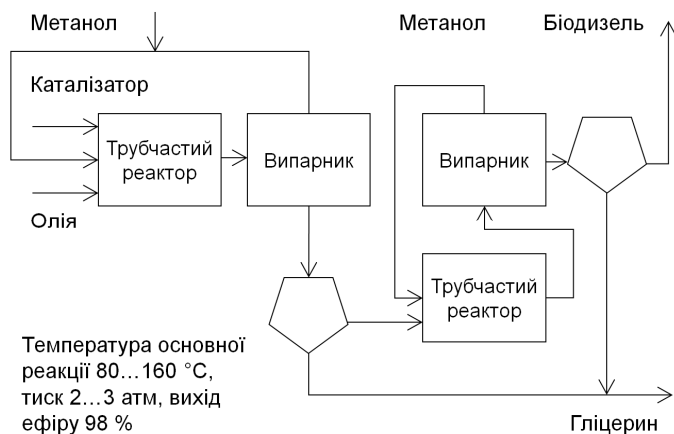 Метанол
Метанол
Біодизель
Каталізатор
Трубчастий
реактор
Випарник
Випарник
Олія
Трубчастий
реактор
Температура основної
реакції 80…160 °С,
тиск 2…3 атм, вихід
ефіру 98 %
Гліцерин